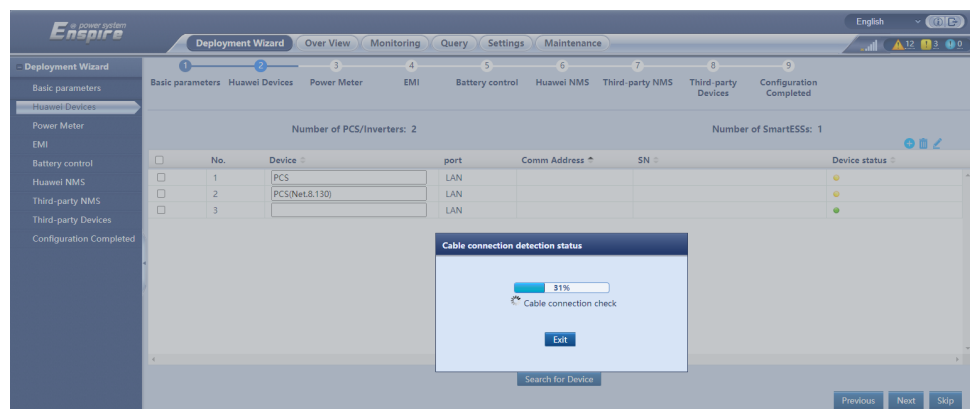 e power system
Enspire
English
Deployment Wizard Over View Monitoring Query Settings Maintenance
12 3 0
Deployment Wizard
Basic parameters
Huawei Devices
Power Meter
EMI
Battery control
Huawei NMS
Third-party NMS
Third-party Devices
Configuration Completed
1 2 3 4 5 6 7 8 9
Basic parameters Huawei Devices Power Meter EMI Battery control Huawei NMS Third-party NMS Third-party Devices Configuration Completed
Number of PCS/Inverters: 2 Number of SmartESSs: 1
No. Device port Comm Address SN Device status
1 PCS LAN
2 PCS(Net.8.130) LAN
3 LAN
Cable connection detection status
31%
Cable connection check
Exit
Search for Device
Previous Next Skip